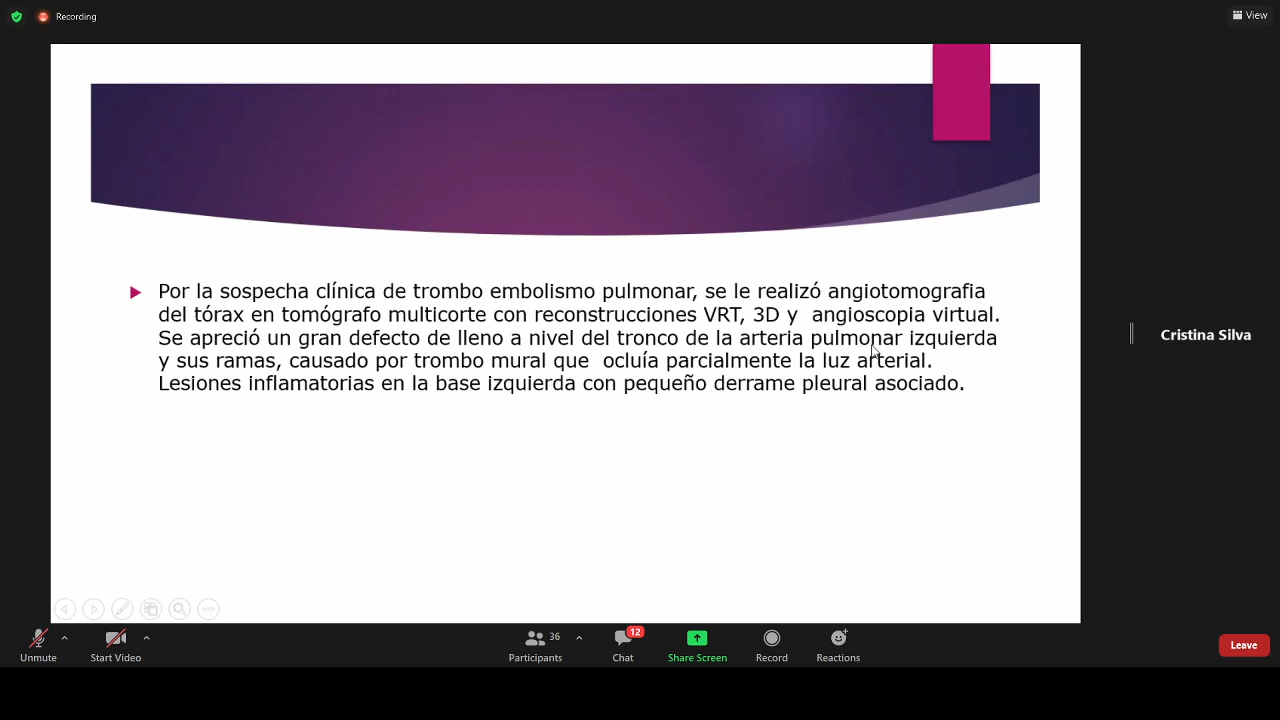 Recording
View
Por la sospecha clínica de trombo embolismo pulmonar, se le realizó angiotomografia
del tórax en tomógrafo multicorte con reconstrucciones VRT, 3D y  angioscopia virtual.
Se apreció un gran defecto de lleno a nivel del tronco de la arteria pulmonar izquierda
y sus ramas, causado por trombo mural que  ocluía parcialmente la luz arterial.
Lesiones inflamatorias en la base izquierda con pequeño derrame pleural asociado.
Cristina Silva
36
12
Unmute
Start Video
Participants
Chat
Share Screen
Record
Reactions
Leave